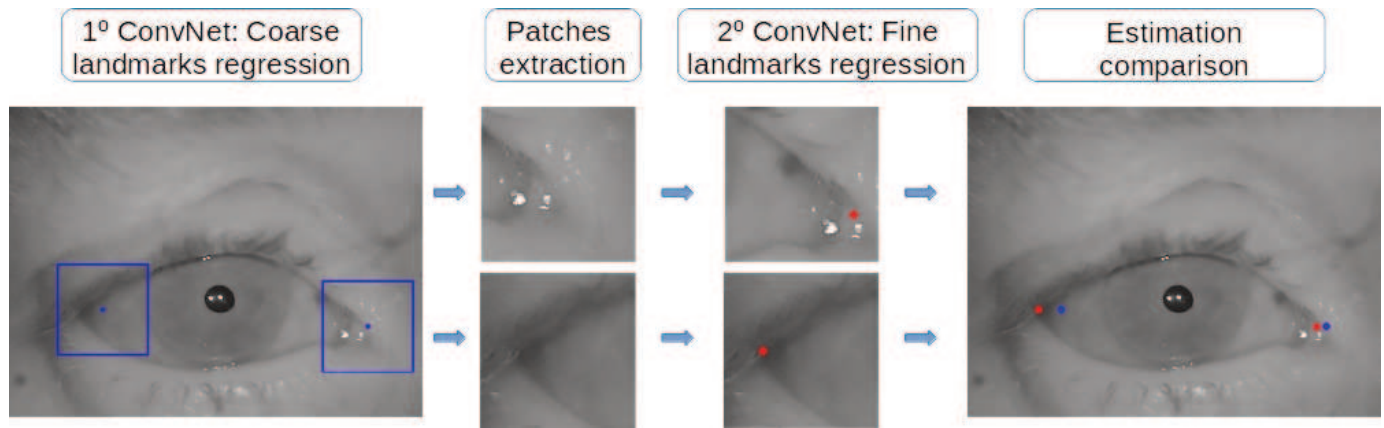 1º ConvNet: Coarse
landmarks regression
Patches
extraction
2º ConvNet: Fine
landmarks regression
Estimation
comparison